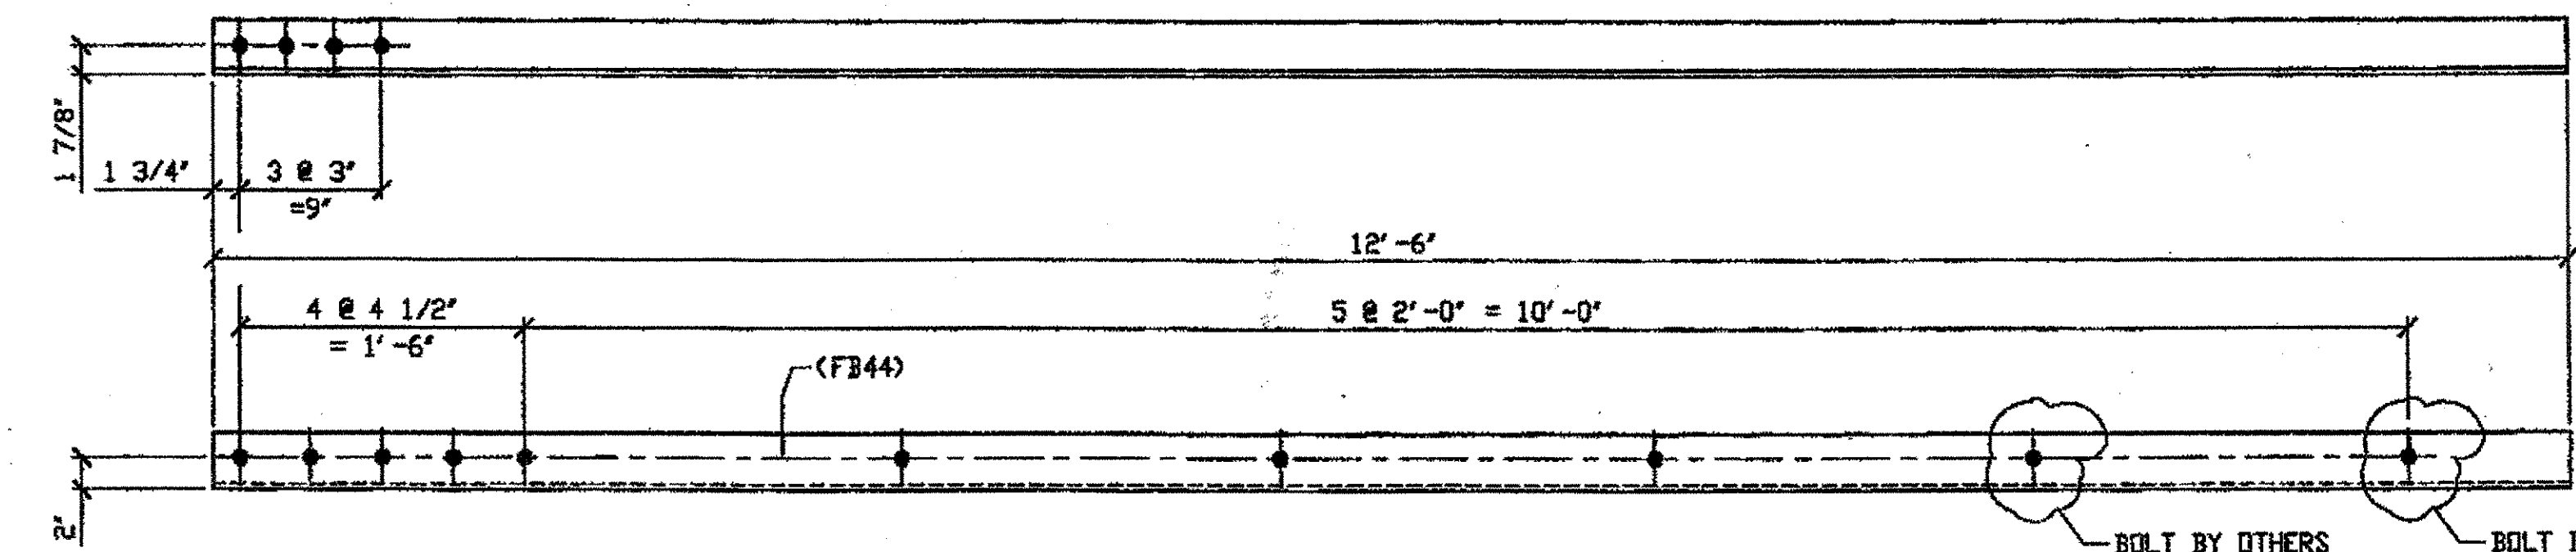 1 7/8"
1 3/4"
3 @ 3"
=9"
12'-6"
4 @ 4 1/2"
= 1'-6"
5 @ 2'-0" = 10'-0"
(FB44)
2"
BOLT BY OTHERS
BOLT